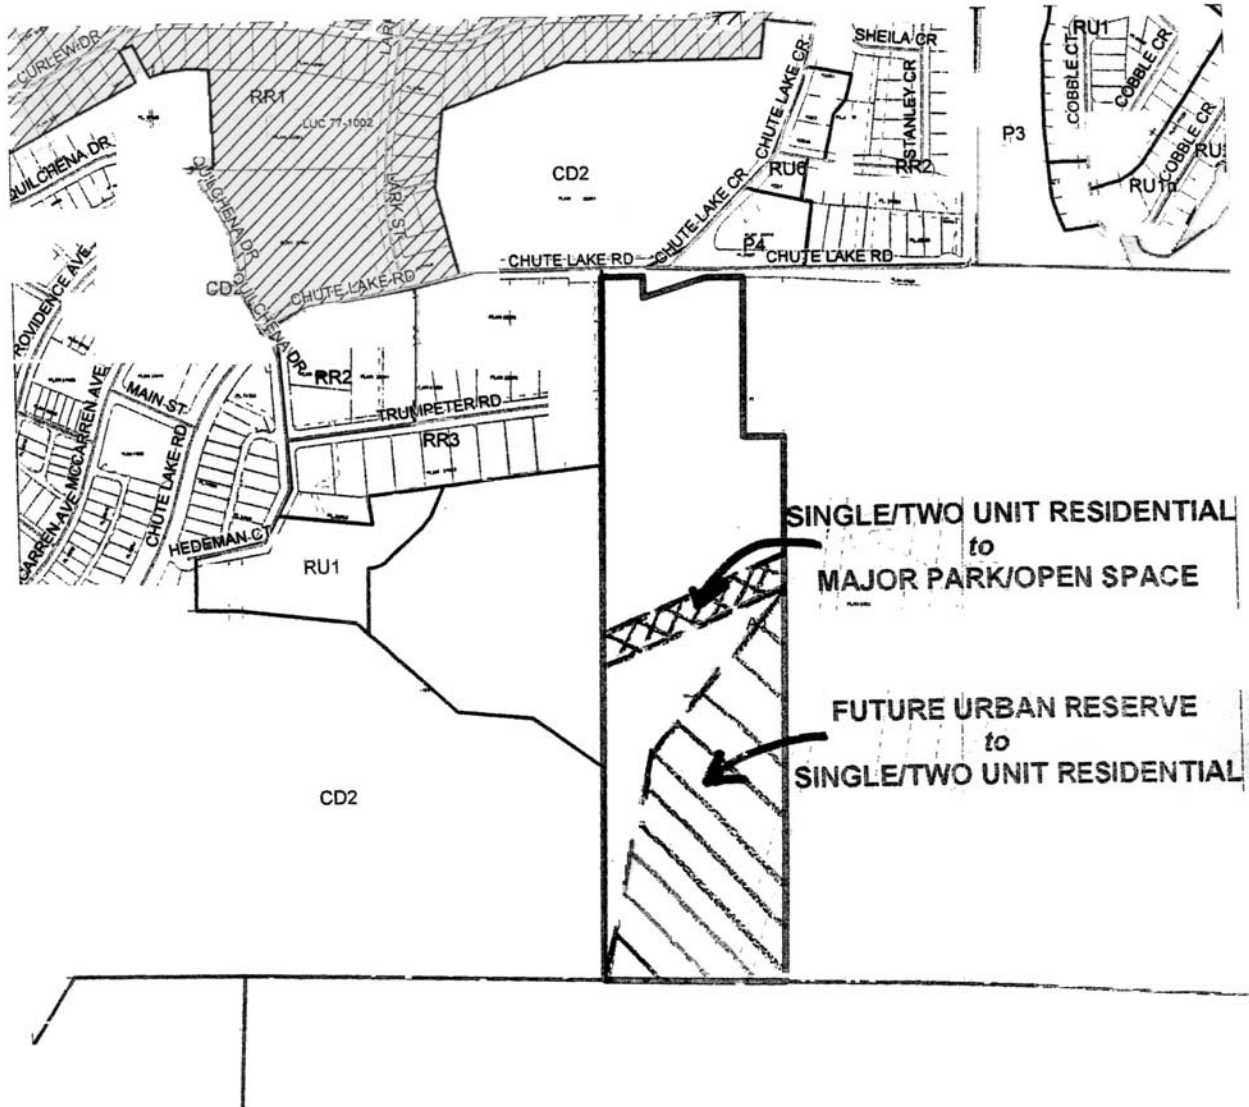 CURLEW DR
LARK ST
SHEILA CR
RU1
COBBLE CT
COBBLE CR
RR1
LUC 77-1002
CHUTE LAKE CR
STANLEY CR
P3
COBBLE CR
QUILCHENA DR
CD2
RU6
RR2
RU1h
QUILCHENA DR
CHUTE LAKE CR
P4
CHUTE LAKE RD
CHUTE LAKE RD
CHUTE LAKE RD
QUILCHENA DR
ROVIDENCE AVE
RR2
MAIN ST
TRUMPETER RD
MCCARREN AVE
CHUTE LAKE RD
RR3
CARREN AVE
HEDEMAN CT
RU1
SINGLE/TWO UNIT RESIDENTIAL
to
MAJOR PARK/OPEN SPACE
FUTURE URBAN RESERVE
to
SINGLE/TWO UNIT RESIDENTIAL
CD2